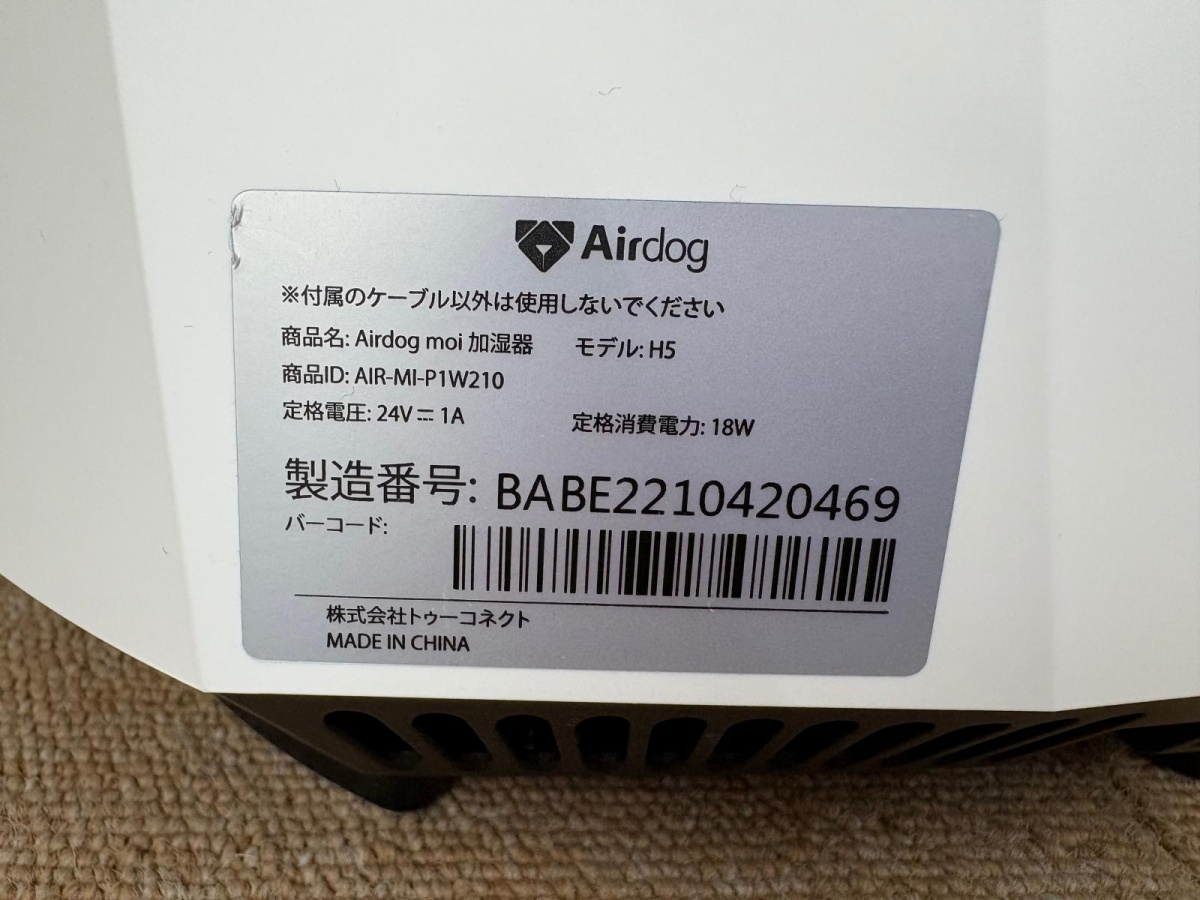 Airdog
※付属のケーブル以外は使用しないでください
商品名: Airdog moi 加湿器 モデル: H5
商品ID: AIR-MI-P1W210
定格電圧: 24V⎓1A 定格消費電力: 18W
製造番号: BABE2210420469
バーコード:
株式会社トゥーコネクト
MADE IN CHINA